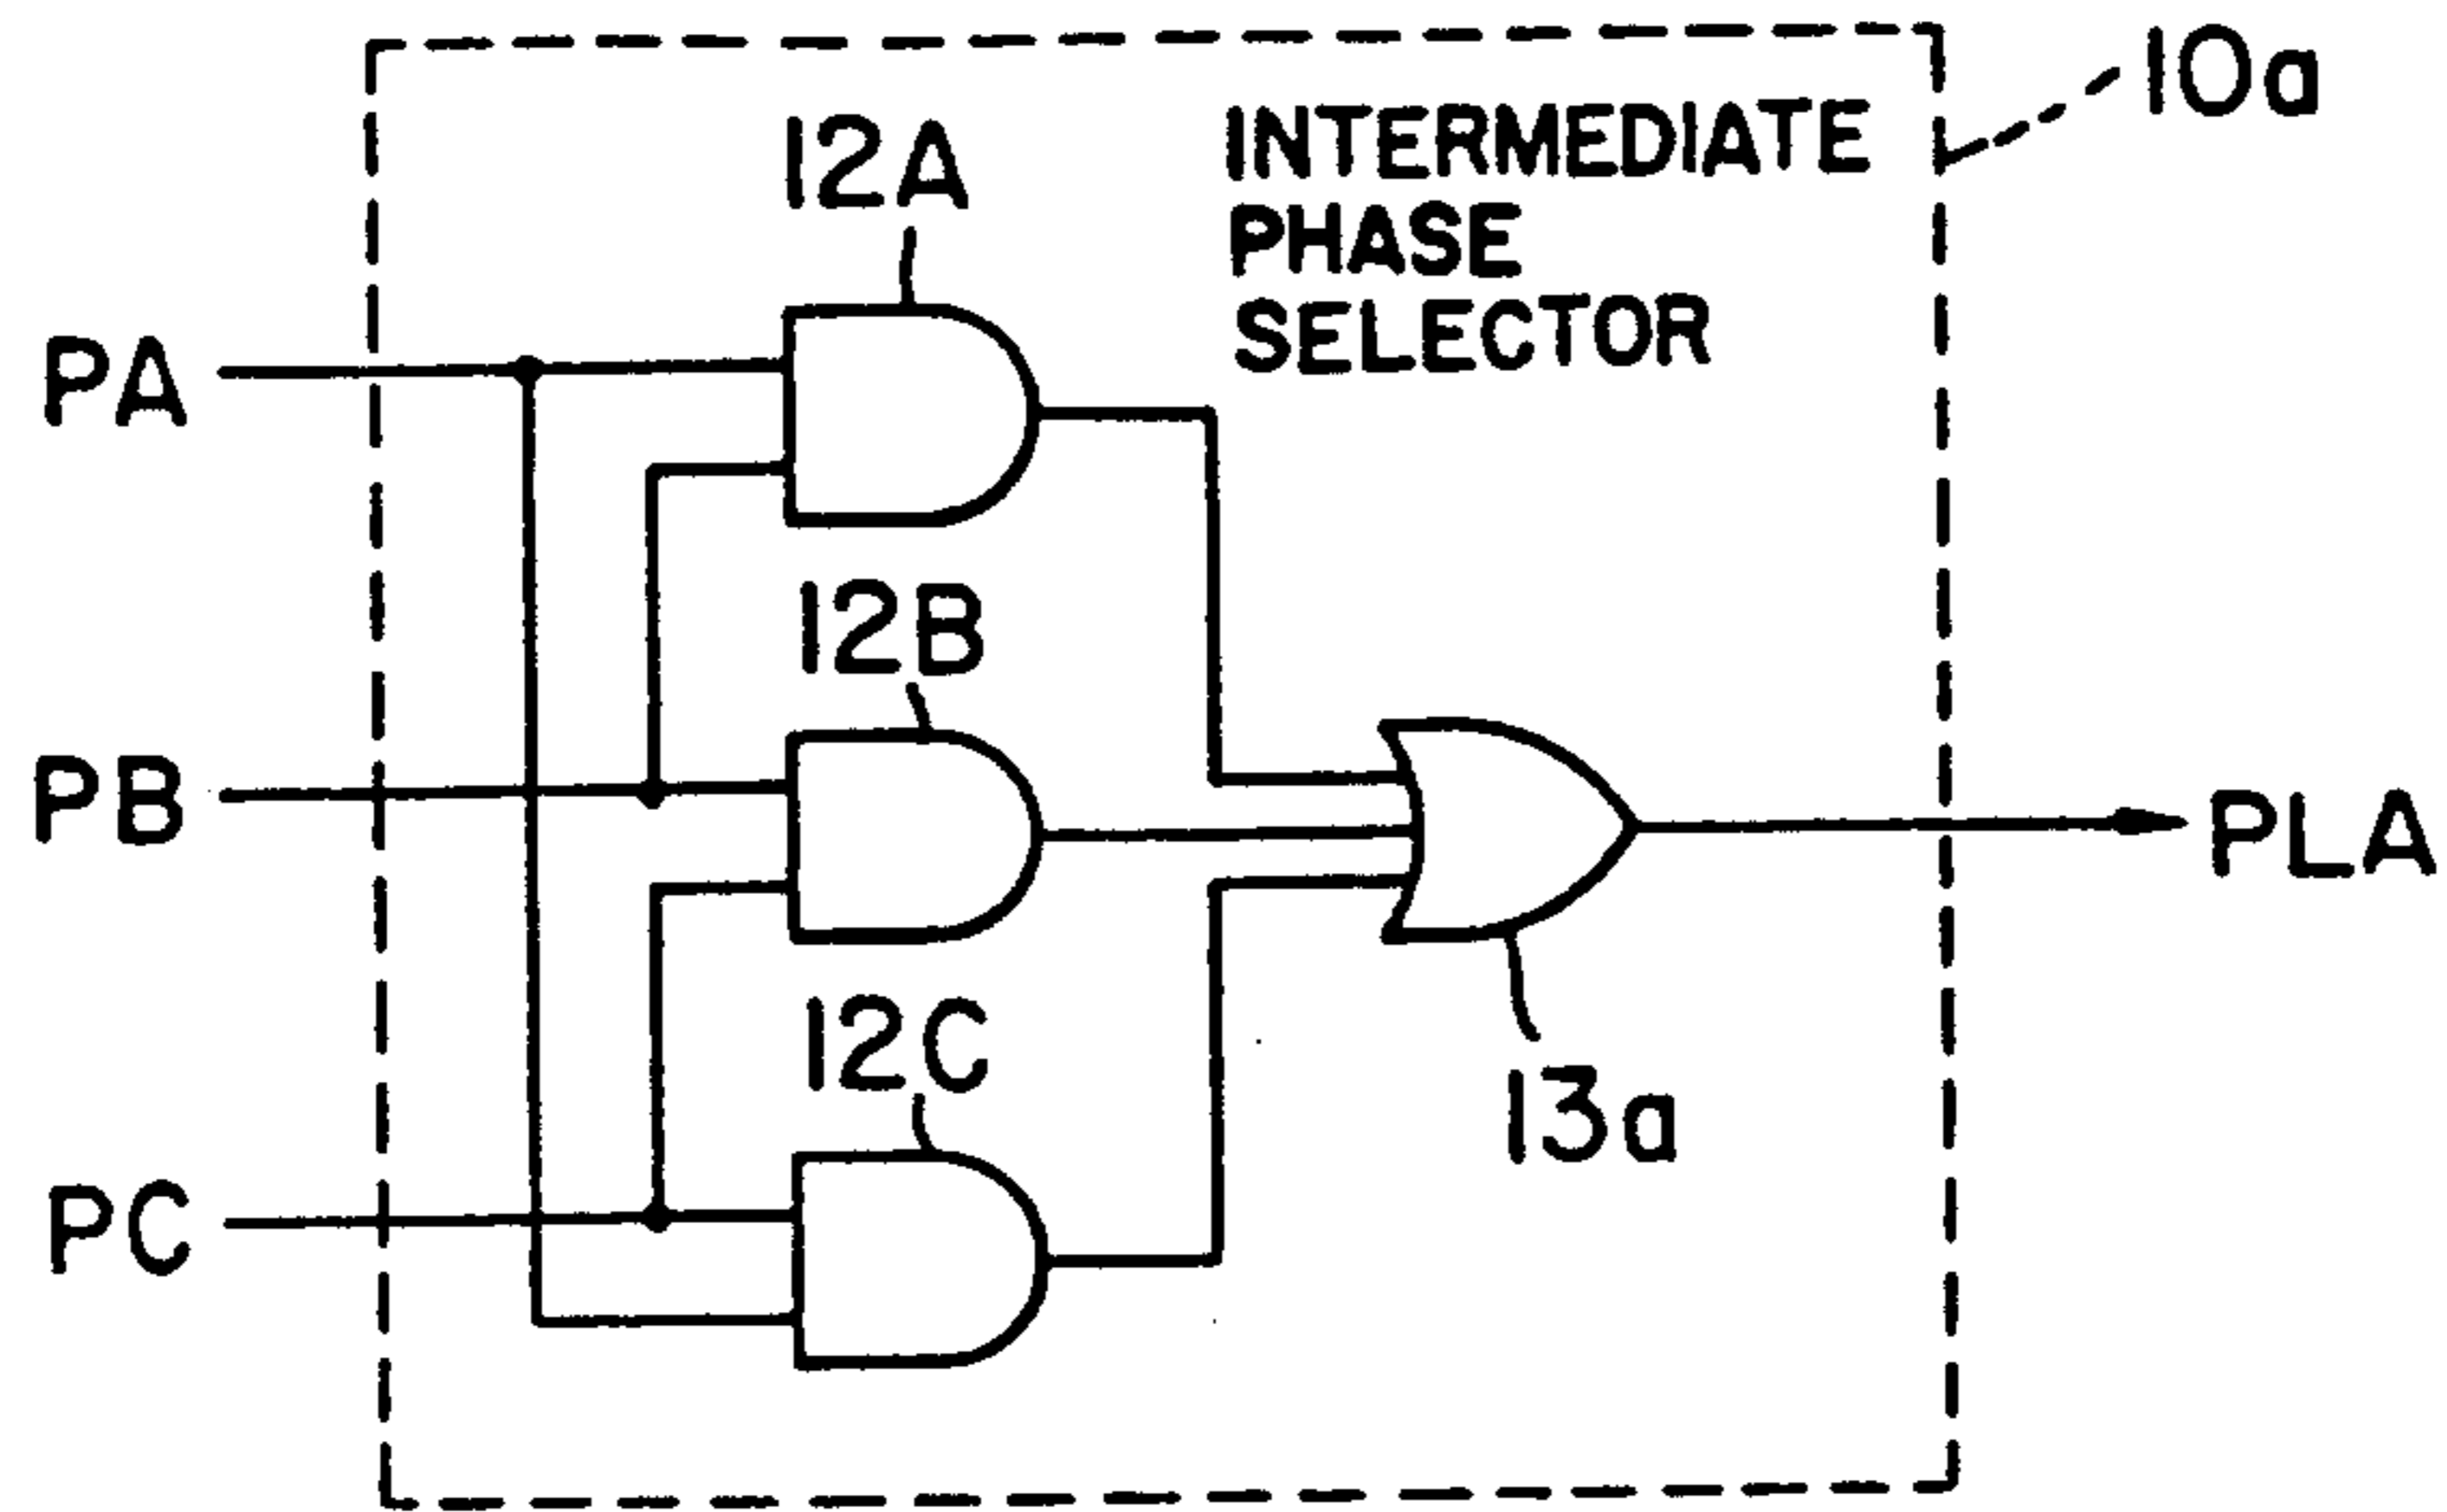 10a
12A
INTERMEDIATE
PHASE
SELECTOR
PA
12B
PB
PLA
12C
13a
PC